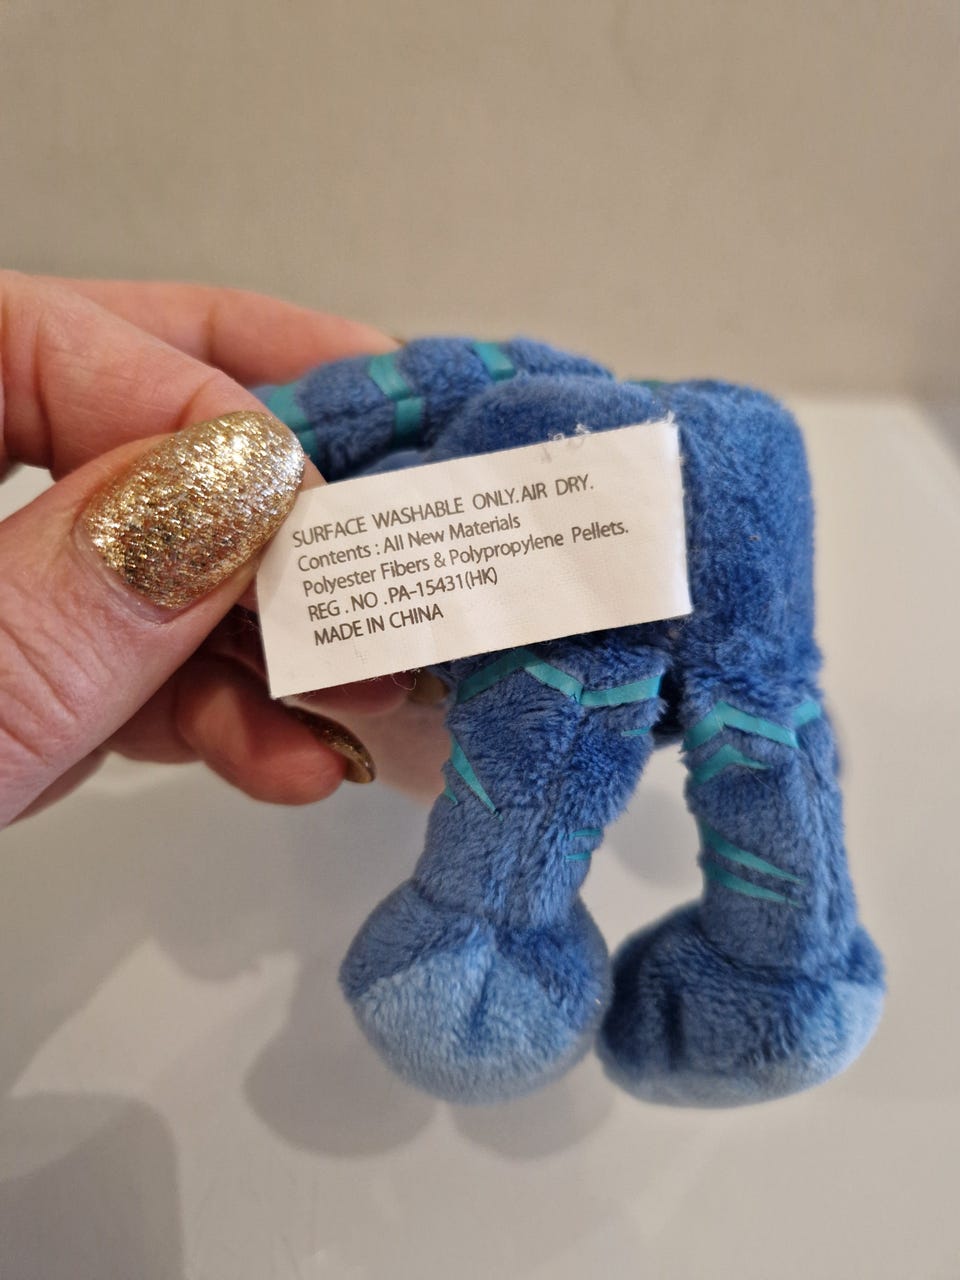 SURFACE WASHABLE ONLY.AIR DRY.
Contents : All New Materials
Polyester Fibers & Polypropylene Pellets.
REG . NO .PA-15431(HK)
MADE IN CHINA